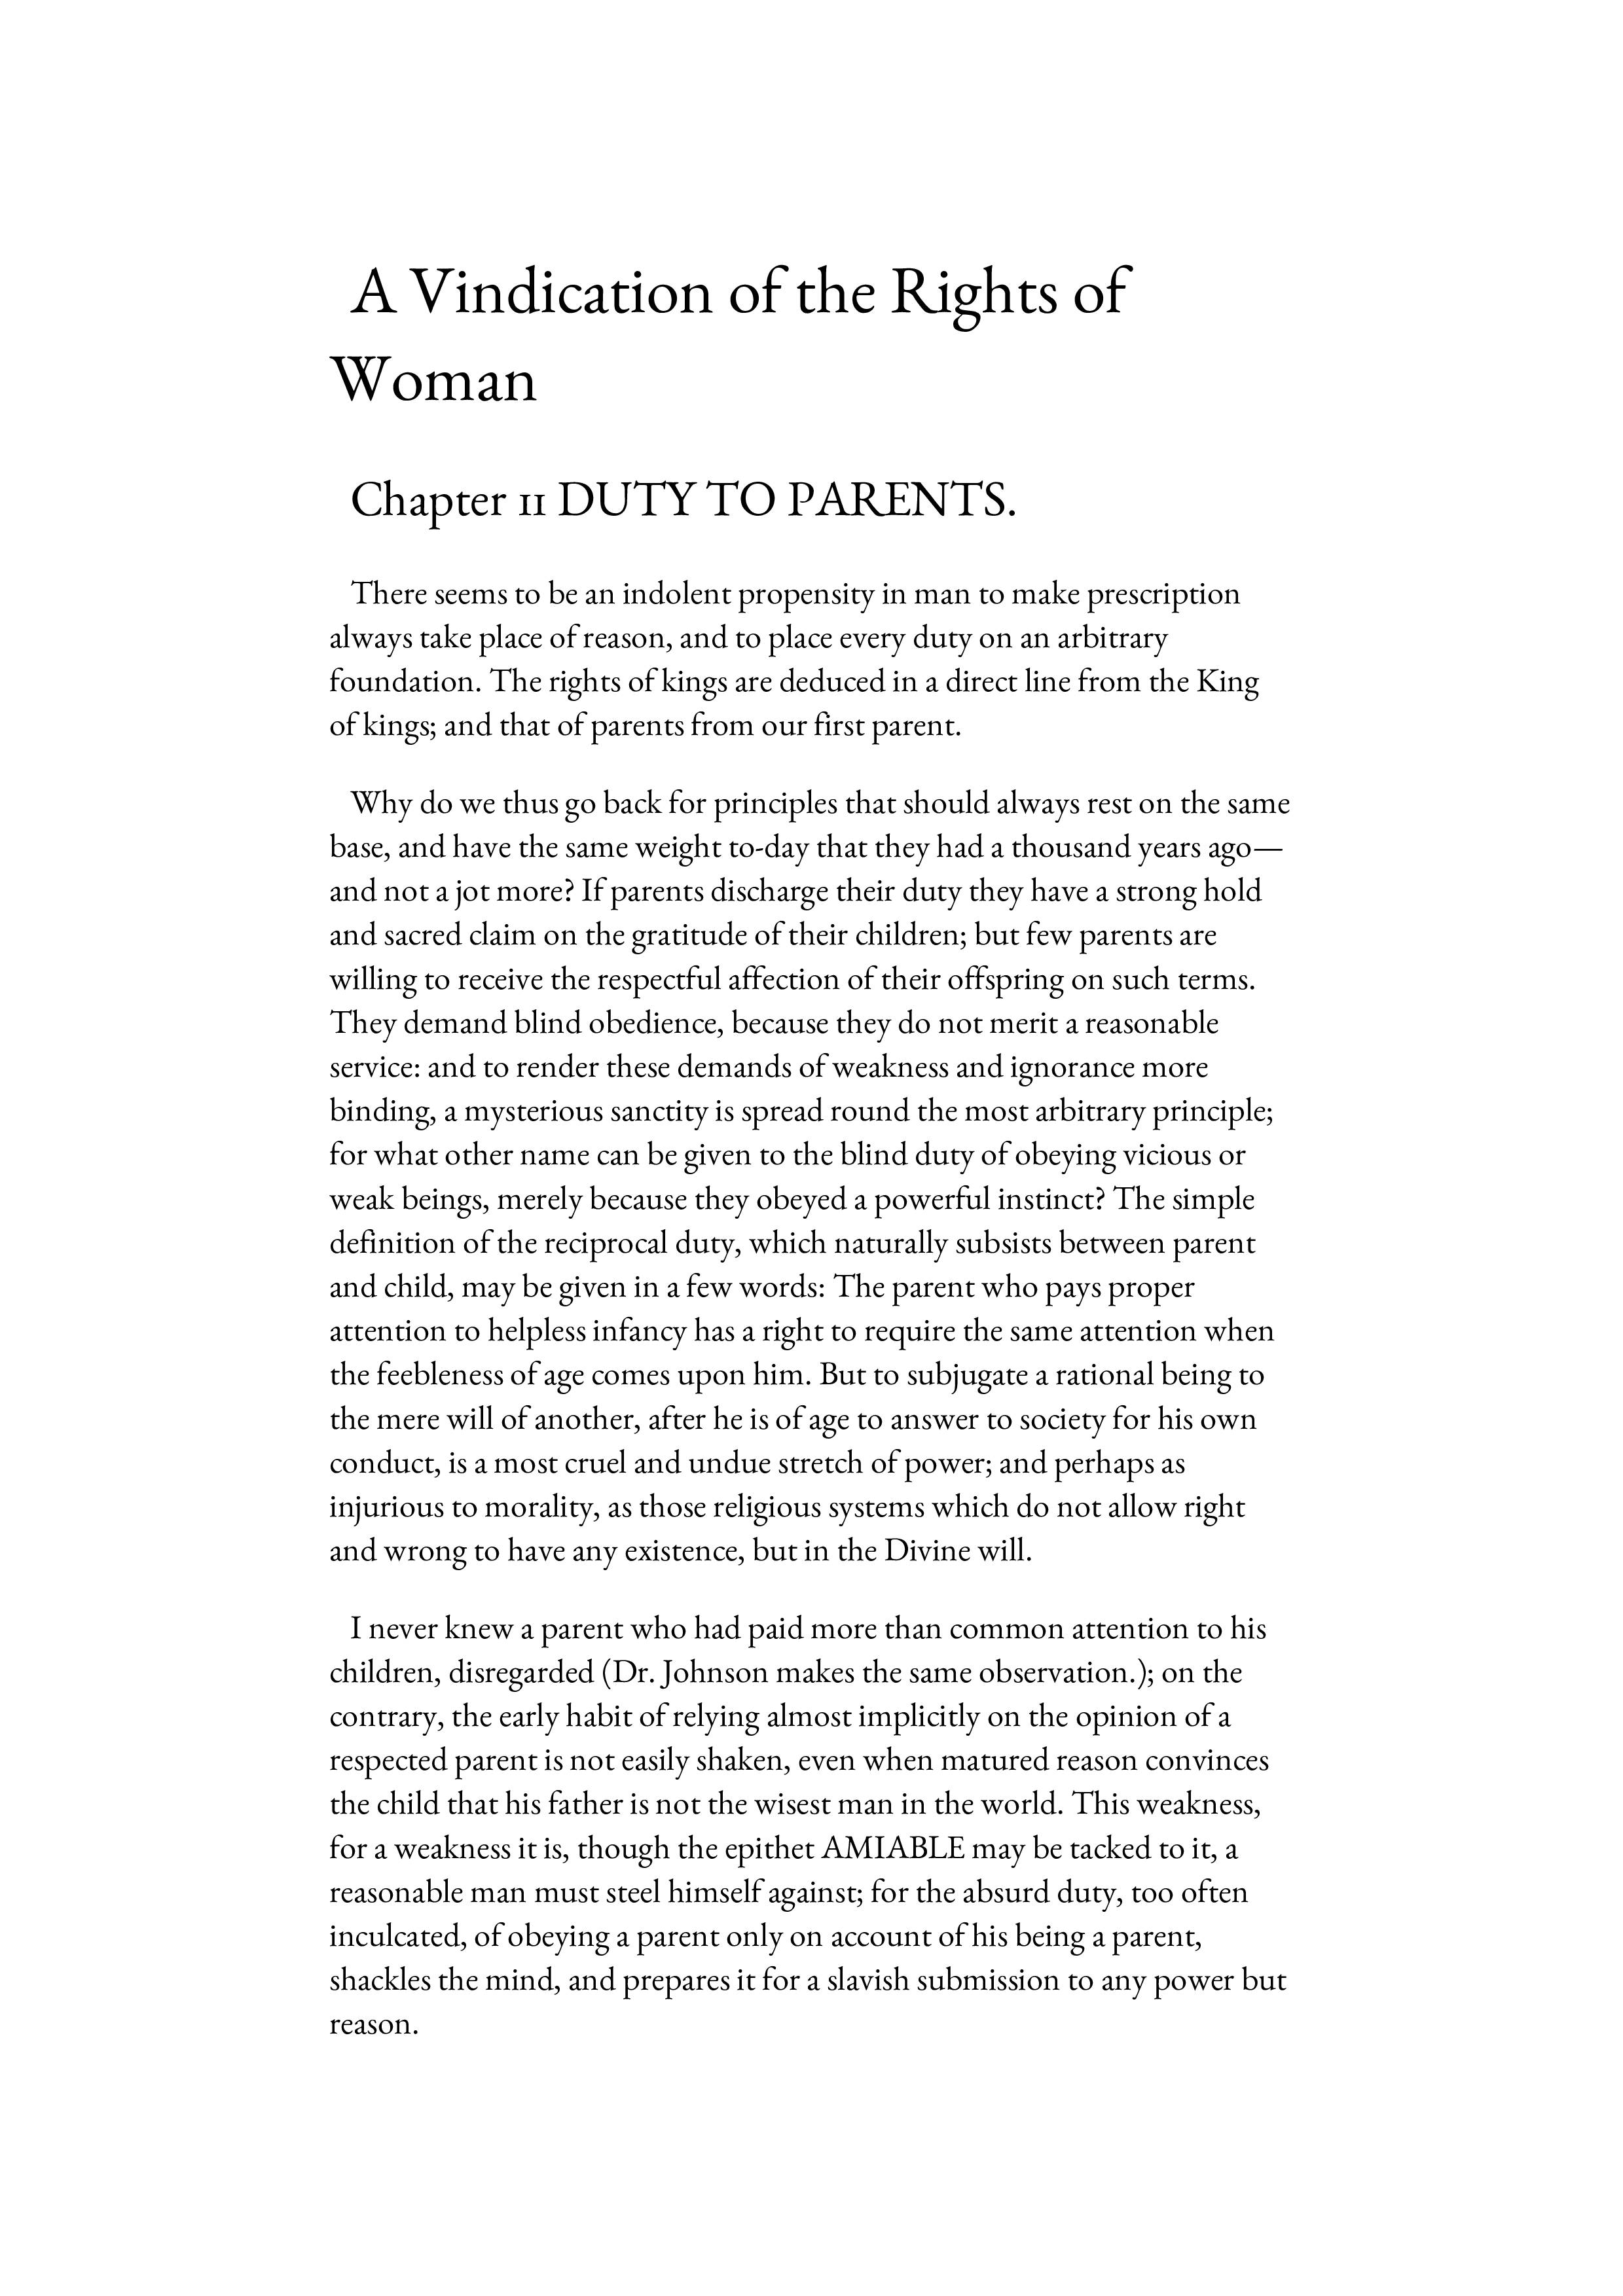 A Vindication of the Rights of
Woman
Chapter 11 DUTY TO PARENTS.
There seems to be an indolent propensity in man to make prescription
always take place of reason, and to place every duty on an arbitrary
foundation. The rights of kings are deduced in a direct line from the King
of kings; and that of parents from our first parent.
Why do we thus go back for principles that should always rest on the same
base, and have the same weight to-day that they had a thousand years ago—
and not a jot more? If parents discharge their duty they have a strong hold
and sacred claim on the gratitude of their children; but few parents are
willing to receive the respectful affection of their offspring on such terms.
They demand blind obedience, because they do not merit a reasonable
service: and to render these demands of weakness and ignorance more
binding, a mysterious sanctity is spread round the most arbitrary principle;
for what other name can be given to the blind duty of obeying vicious or
weak beings, merely because they obeyed a powerful instinct? The simple
definition of the reciprocal duty, which naturally subsists between parent
and child, may be given in a few words: The parent who pays proper
attention to helpless infancy has a right to require the same attention when
the feebleness of age comes upon him. But to subjugate a rational being to
the mere will of another, after he is of age to answer to society for his own
conduct, is a most cruel and undue stretch of power; and perhaps as
injurious to morality, as those religious systems which do not allow right
and wrong to have any existence, but in the Divine will.
I never knew a parent who had paid more than common attention to his
children, disregarded (Dr. Johnson makes the same observation.); on the
contrary, the early habit of relying almost implicitly on the opinion of a
respected parent is not easily shaken, even when matured reason convinces
the child that his father is not the wisest man in the world. This weakness,
for a weakness it is, though the epithet AMIABLE may be tacked to it, a
reasonable man must steel himself against; for the absurd duty, too often
inculcated, of obeying a parent only on account of his being a parent,
shackles the mind, and prepares it for a slavish submission to any power but
reason.